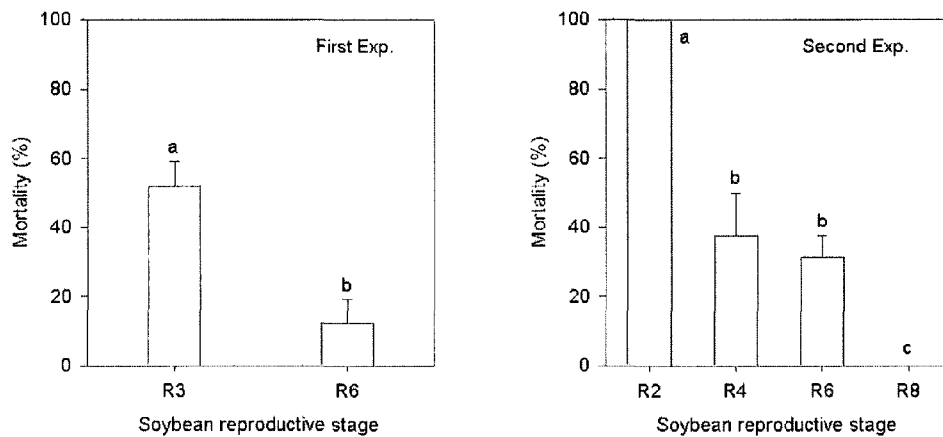 First Exp.
Mortality (%)
100
80
60
40
20
0
a
b
R3 R6
Soybean reproductive stage
Second Exp.
Mortality (%)
100
80
60
40
20
0
a
b
b
c
R2 R4 R6 R8
Soybean reproductive stage